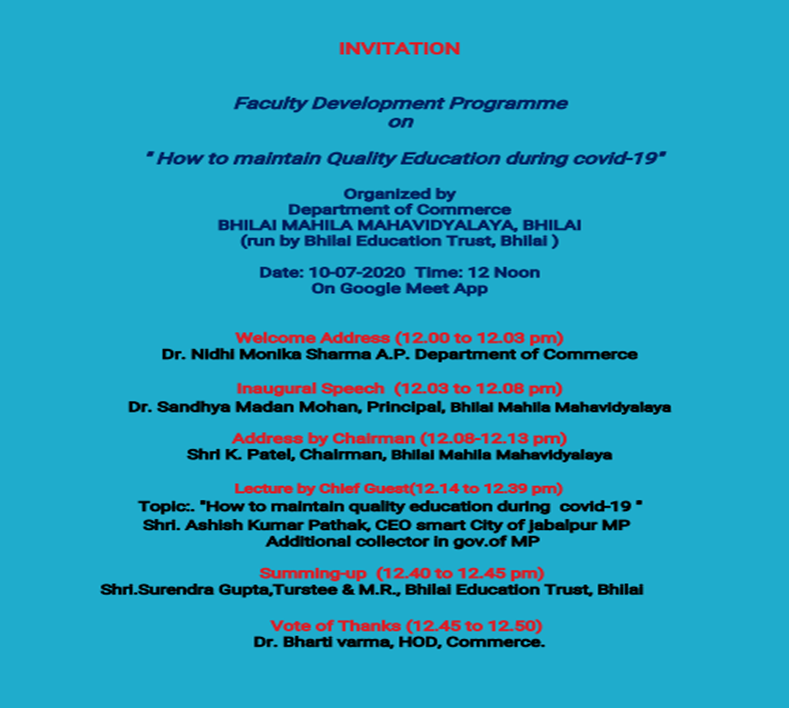 INVITATION
Faculty Development Programme
on
" How to maintain Quality Education during covid-19"
Organized by
Department of Commerce
BHILAI MAHILA MAHAVIDYALAYA, BHILAI
(run by Bhilai Education Trust, Bhilai )
Date: 10-07-2020 Time: 12 Noon
On Google Meet App
Welcome Address (12.00 to 12.03 pm)
Dr. Nidhi Monika Sharma A.P. Department of Commerce
Inaugural Speech (12.03 to 12.08 pm)
Dr. Sandhya Madan Mohan, Principal, Bhilai Mahila Mahavidyalaya
Address by Chairman (12.08-12.13 pm)
Shri K. Patel, Chairman, Bhilai Mahila Mahavidyalaya
Lecture by Chief Guest(12.14 to 12.39 pm)
Topic:. "How to maintain quality education during covid-19 "
Shri. Ashish Kumar Pathak, CEO smart City of jabalpur MP
Additional collector in gov.of MP
Summing-up (12.40 to 12.45 pm)
Shri.Surendra Gupta,Turstee & M.R., Bhilai Education Trust, Bhilai
Vote of Thanks (12.45 to 12.50)
Dr. Bharti varma, HOD, Commerce.